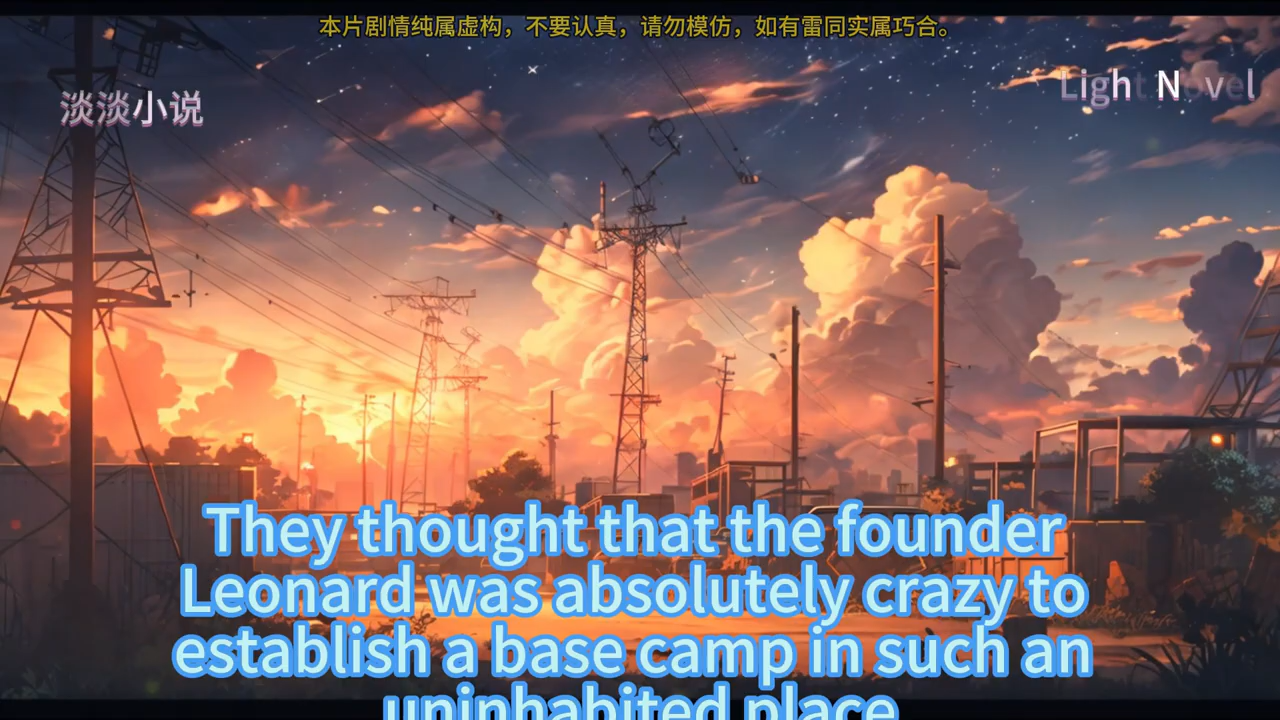 本片剧情纯属虚构，不要认真，请勿模仿，如有雷同实属巧合。
淡淡小说
Light Novel
They thought that the founder
Leonard was absolutely crazy to
establish a base camp in such an
uninhabited place